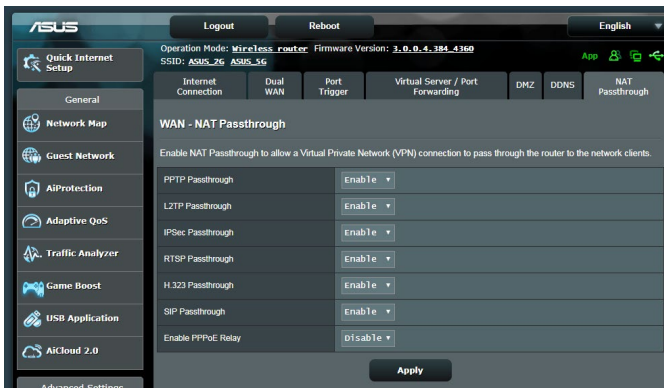 ASUS
Logout
Reboot
English
Quick Internet
Setup
Operation Mode: Wireless router Firmware Version: 3.0.0.4.384_4360
SSID: ASUS_2G ASUS_5G
App
General
Internet
Connection
Dual
WAN
Port
Trigger
Virtual Server / Port
Forwarding
DMZ
DDNS
NAT
Passthrough
Network Map
Guest Network
AiProtection
Adaptive QoS
Traffic Analyzer
Game Boost
USB Application
AiCloud 2.0
Advanced Settings
WAN - NAT Passthrough
Enable NAT Passthrough to allow a Virtual Private Network (VPN) connection to pass through the router to the network clients.
PPTP Passthrough Enable
L2TP Passthrough Enable
IPSec Passthrough Enable
RTSP Passthrough Enable
H.323 Passthrough Enable
SIP Passthrough Enable
Enable PPPoE Relay Disable
Apply